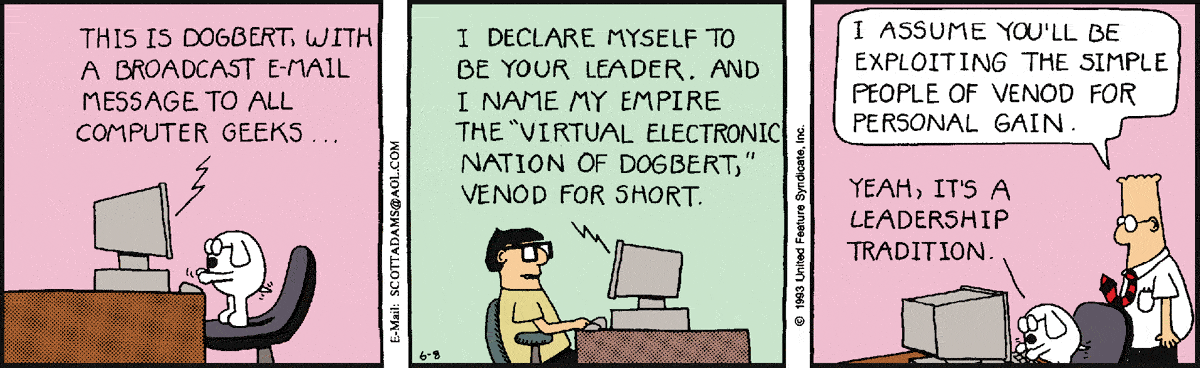 THIS IS DOGBERT, WITH
A BROADCAST E-MAIL
MESSAGE TO ALL
COMPUTER GEEKS...
E-Mail: SCOTTADAMS@AOL.COM
I DECLARE MYSELF TO
BE YOUR LEADER. AND
I NAME MY EMPIRE
THE "VIRTUAL ELECTRONIC
NATION OF DOGBERT,"
VENOD FOR SHORT.
6-8
© 1993 United Feature Syndicate, Inc.
I ASSUME YOU'LL BE
EXPLOITING THE SIMPLE
PEOPLE OF VENOD FOR
PERSONAL GAIN.
YEAH, IT'S A
LEADERSHIP
TRADITION.